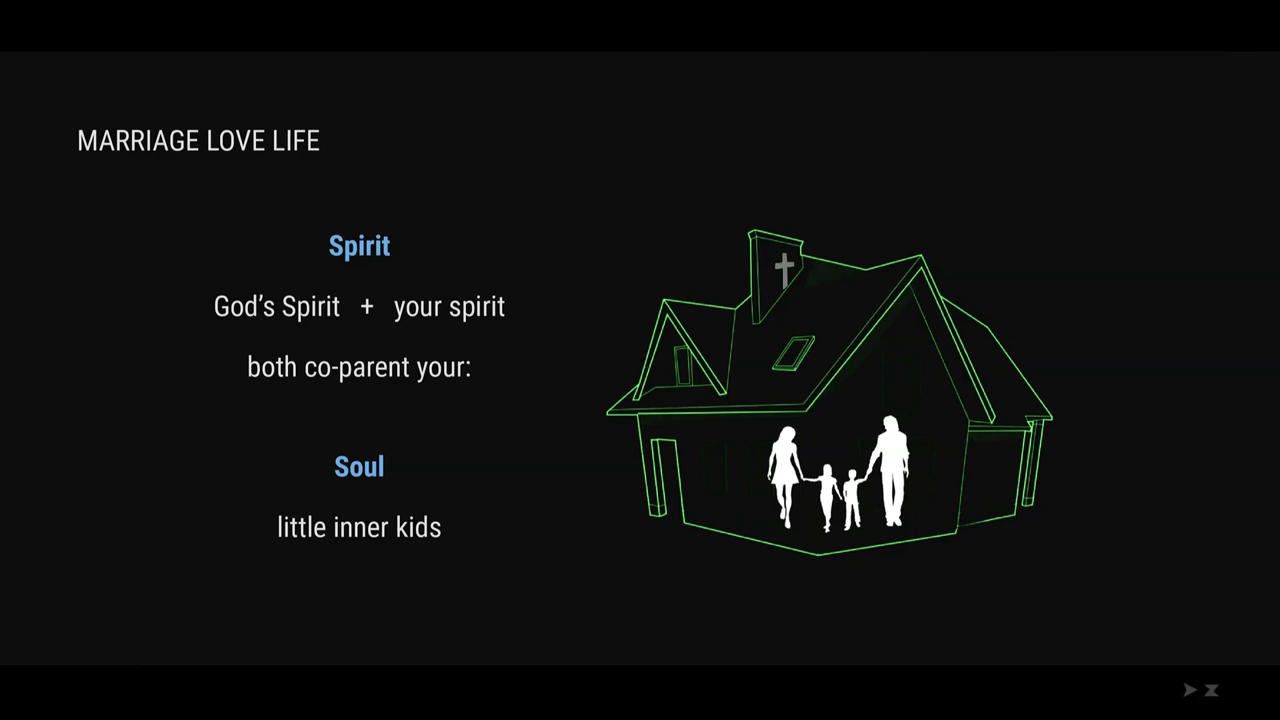 MARRIAGE LOVE LIFE
Spirit
God’s Spirit + your spirit
both co-parent your:
Soul
little inner kids